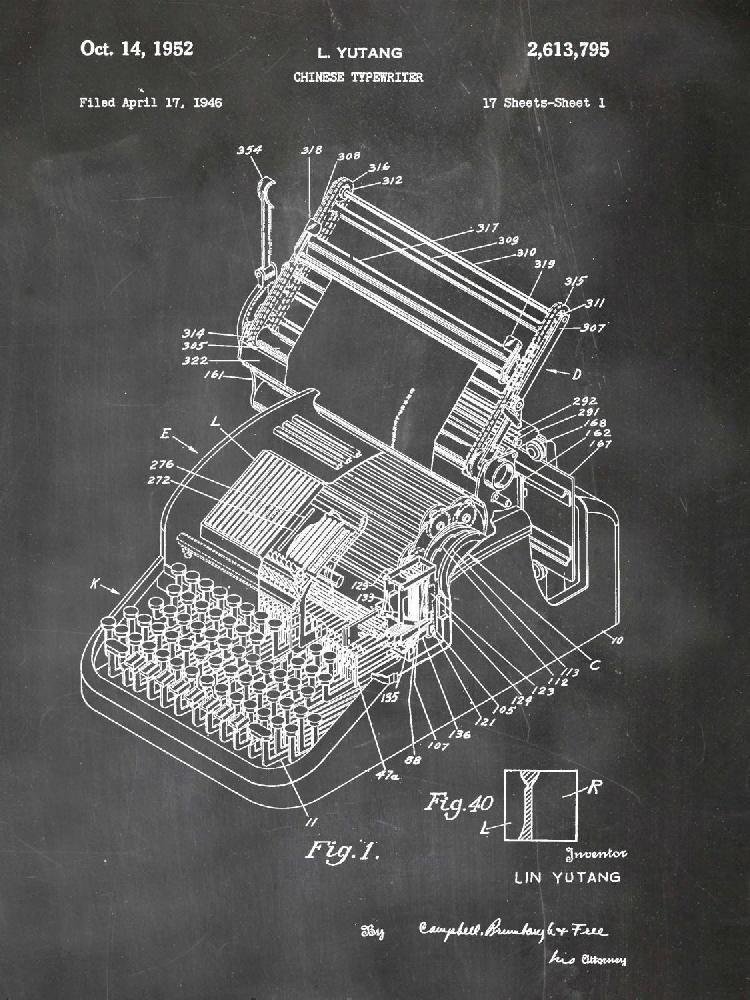 Oct. 14, 1952
L. YUTANG
2,613,795
CHINESE TYPEWRITER
Filed April 17, 1946
17 Sheets-Sheet 1
354
318
308
316
312
317
309
310
319
315
311
307
314
305
322
161
D
292
291
168
162
167
E
L
276
272
K
125
133
10
C
113
112
123
124
105
121
136
107
88
135
47a
11
Fig. 1.
Fig. 40
R
L
Inventor
LIN YUTANG
By Campbell, Brumbaugh & Free
his Attorney